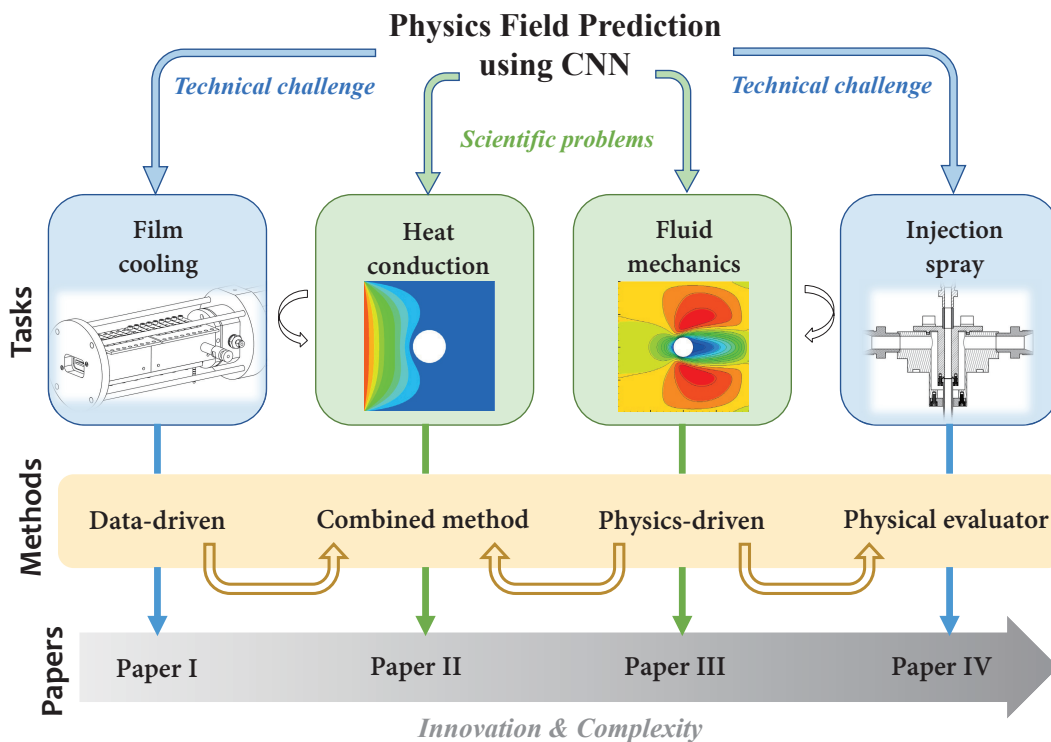 Physics Field Prediction
using CNN
Technical challenge
Technical challenge
Scientific problems
Tasks
Film
cooling
Heat
conduction
Fluid
mechanics
Injection
spray
Methods
Data-driven
Combined method
Physics-driven
Physical evaluator
Papers
Paper I
Paper II
Paper III
Paper IV
Innovation & Complexity